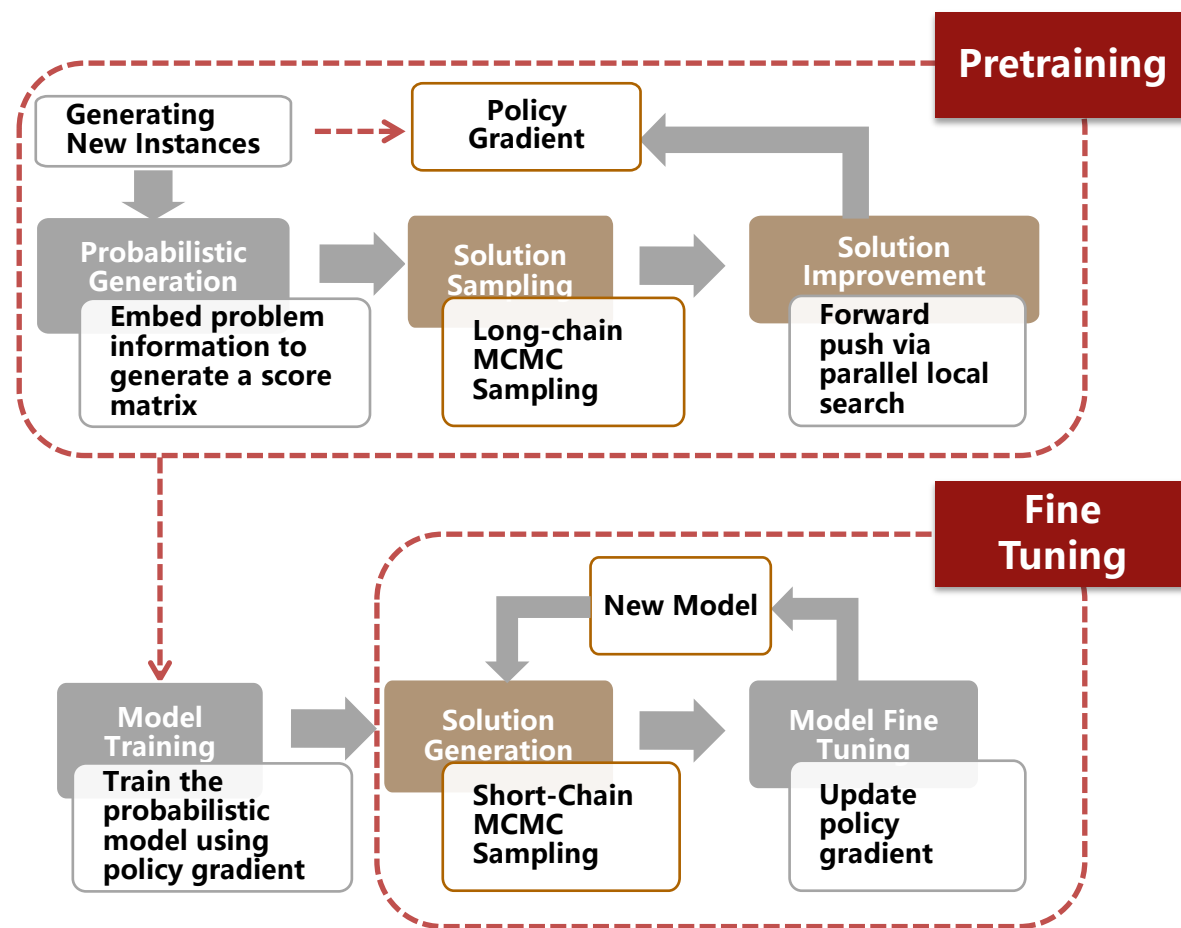 Pretraining
Generating
New Instances
Policy
Gradient
Probabilistic
Generation
Embed problem
information to
generate a score
matrix
Solution
Sampling
Long-chain
MCMC
Sampling
Solution
Improvement
Forward
push via
parallel local
search
Fine
Tuning
New Model
Model
Training
Train the
probabilistic
model using
policy gradient
Solution
Generation
Short-Chain
MCMC
Sampling
Model Fine
Tuning
Update
policy
gradient